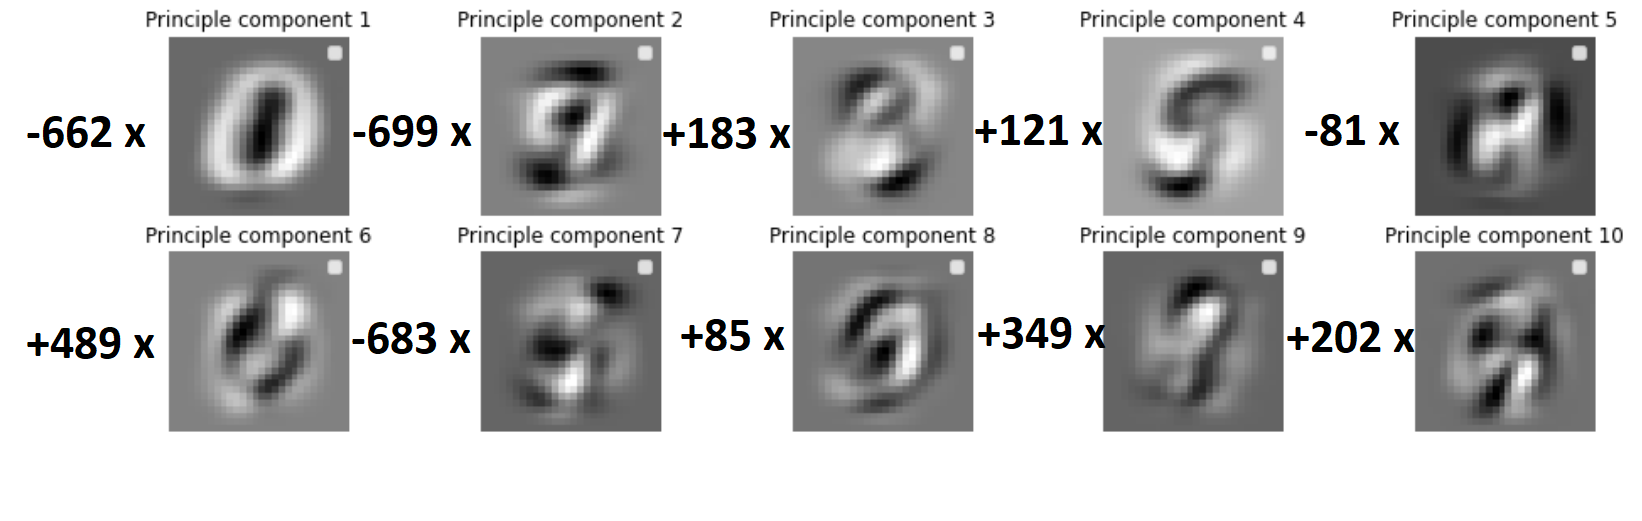 Principle component 1 Principle component 2 Principle component 3 Principle component 4 Principle component 5
-662 x -699 x +183 x +121 x -81 x
Principle component 6 Principle component 7 Principle component 8 Principle component 9 Principle component 10
+489 x -683 x +85 x +349 x +202 x